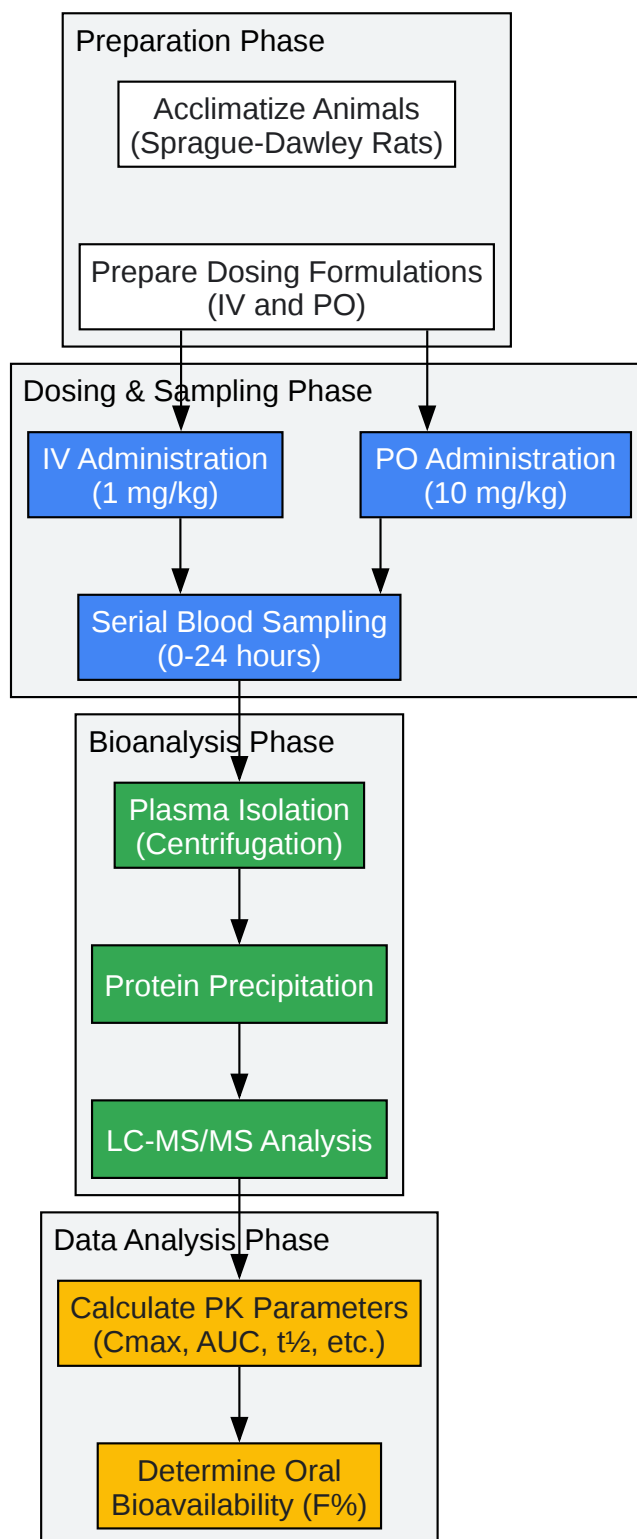 Preparation Phase
Acclimatize Animals
(Sprague-Dawley Rats)
Prepare Dosing Formulations
(IV and PO)
Dosing & Sampling Phase
IV Administration
(1 mg/kg)
PO Administration
(10 mg/kg)
Serial Blood Sampling
(0-24 hours)
Bioanalysis Phase
Plasma Isolation
(Centrifugation)
Protein Precipitation
LC-MS/MS Analysis
Data Analysis Phase
Calculate PK Parameters
(Cmax, AUC, t½, etc.)
Determine Oral
Bioavailability (F%)